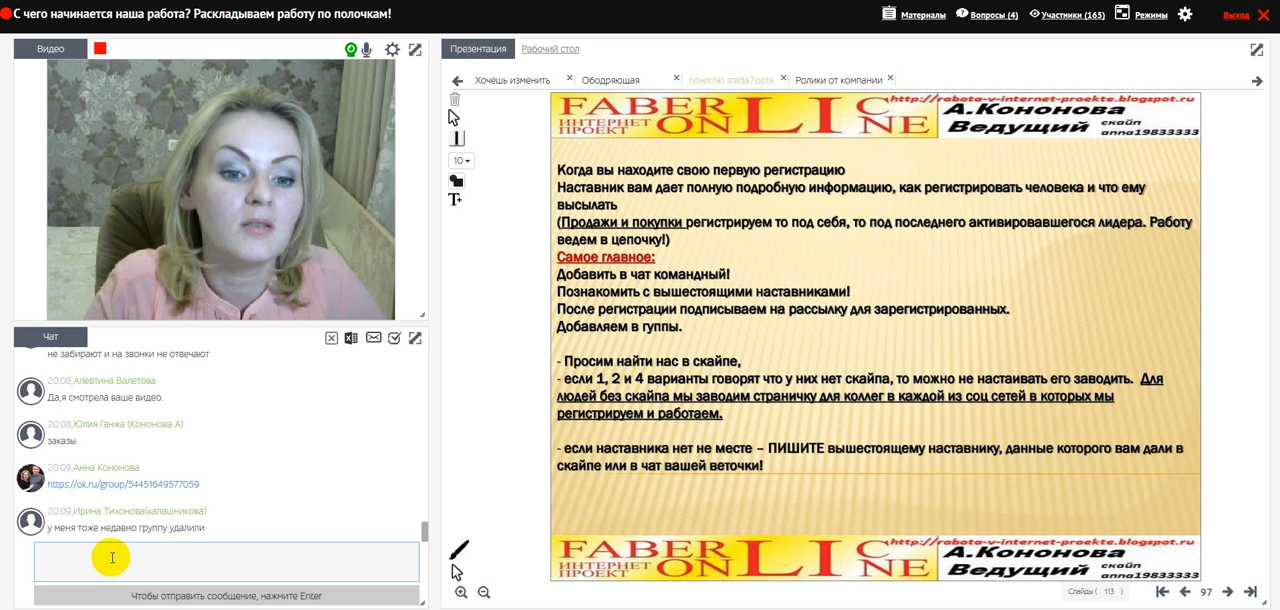 С чего начинается наша работа? Раскладываем работу по полочкам!
Материалы
Вопросы (4)
Участники (165)
Режимы
Выход
Видео
Презентация
Рабочий стол
Хочешь изменить
Ободряющая
nowichki sreda7.pptx
Ролики от компании
10
FABER
ИНТЕРНЕТ ПРОЕКТ
ONLINE
C
http://rabota-v-internet-proekte.blogspot.ru
А.Кононова
Ведущий
скайп
anna19833333
Когда вы находите свою первую регистрацию
Наставник вам дает полную подробную информацию, как регистрировать человека и что ему
высылать
(Продажи и покупки регистрируем то под себя, то под последнего активировавшегося лидера. Работу
ведем в цепочку!)
Самое главное:
Добавить в чат командный!
Познакомить с вышестоящими наставниками!
После регистрации подписываем на рассылку для зарегистрированных.
Добавляем в гуппы.
- Просим найти нас в скайпе,
- если 1, 2 и 4 варианты говорят что у них нет скайпа, то можно не настаивать его заводить. Для
людей без скайпа мы заводим страничку для коллег в каждой из соц сетей в которых мы
регистрируем и работаем.
- если наставника нет не месте – ПИШИТЕ вышестоящему наставнику, данные которого вам дали в
скайпе или в чат вашей веточки!
FABER
ИНТЕРНЕТ ПРОЕКТ
ONLINE
C
http://rabota-v-internet-proekte.blogspot.ru
А.Кононова
Ведущий
скайп
anna19833333
Слайды ( 113 )
97
Чат
не забирают и на звонки не отвечают
20:08,Алевтина Валетова
Да,я смотрела ваше видео.
20:08,Юлия Ганжа (Кононова А)
заказы
20:09,Анна Кононова
https://ok.ru/group/54451649577059
20:09,Ирина Тихонова(калашникова)
у меня тоже недавно группу удалили
Чтобы отправить сообщение, нажмите Enter